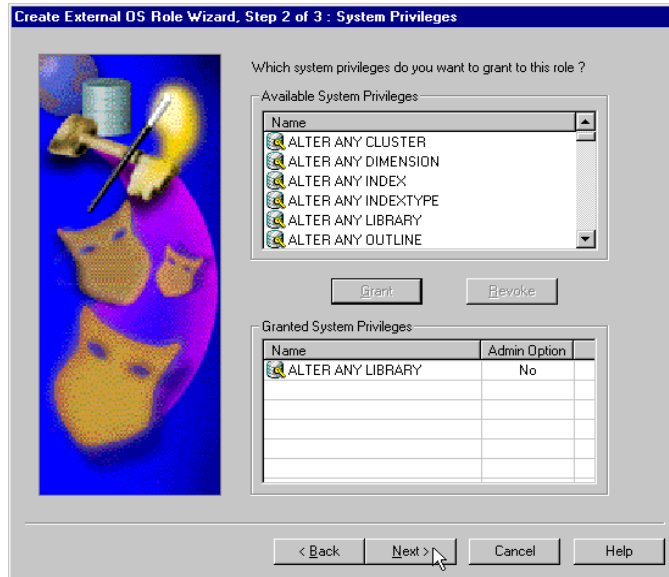 Create External OS Role Wizard, Step 2 of 3 : System Privileges
Which system privileges do you want to grant to this role ?
Available System Privileges
Name
ALTER ANY CLUSTER
ALTER ANY DIMENSION
ALTER ANY INDEX
ALTER ANY INDEXTYPE
ALTER ANY LIBRARY
ALTER ANY OUTLINE
Grant Revoke
Granted System Privileges
Name Admin Option
ALTER ANY LIBRARY No
< Back Next > Cancel Help